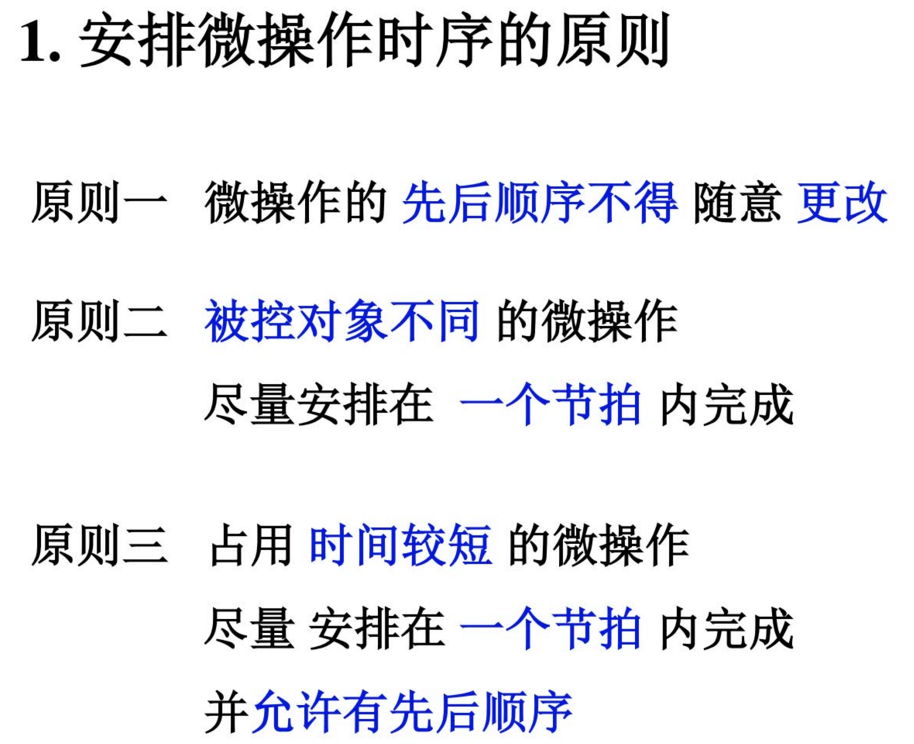 1. 安排微操作时序的原则
原则一 微操作的 先后顺序不得 随意 更改
原则二 被控对象不同 的微操作
尽量安排在 一个节拍 内完成
原则三 占用 时间较短 的微操作
尽量 安排在 一个节拍 内完成
并允许有先后顺序